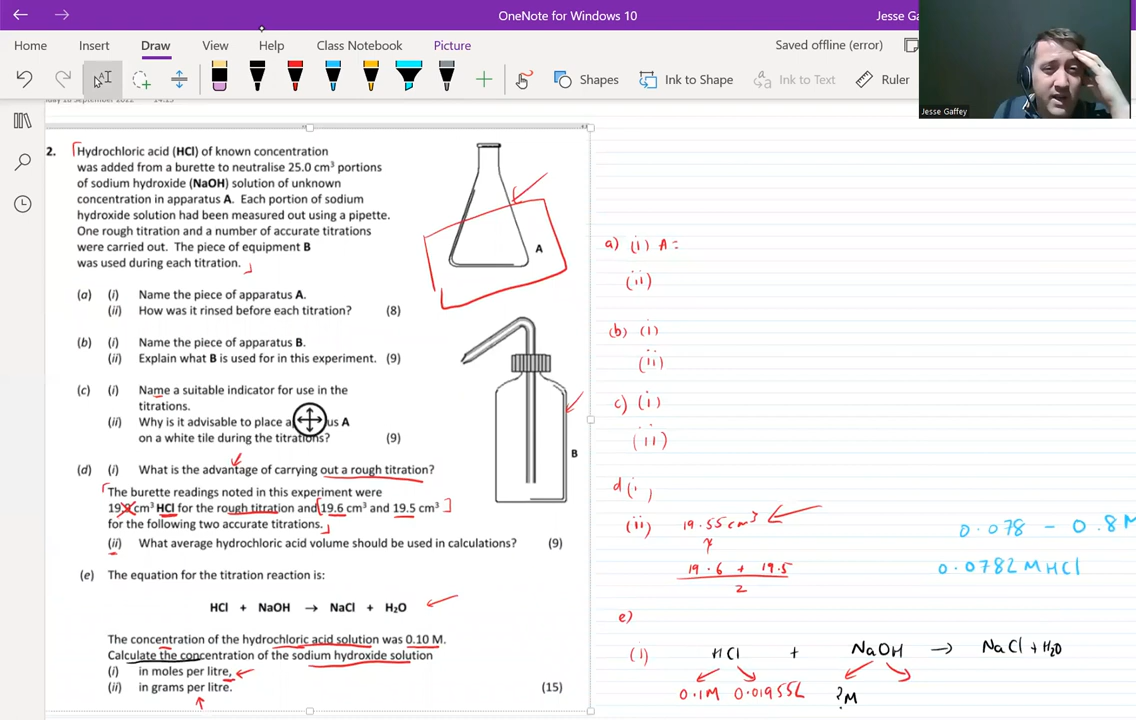 OneNote for Windows 10
Jesse Ga
Home Insert Draw View Help Class Notebook Picture Saved offline (error)
Shapes Ink to Shape Ink to Text Ruler
Jesse Gaffey
2. Hydrochloric acid (HCl) of known concentration
was added from a burette to neutralise 25.0 cm³ portions
of sodium hydroxide (NaOH) solution of unknown
concentration in apparatus A. Each portion of sodium
hydroxide solution had been measured out using a pipette.
One rough titration and a number of accurate titrations
were carried out. The piece of equipment B
was used during each titration.
A
(a) (i) Name the piece of apparatus A.
(ii) How was it rinsed before each titration? (8)
(b) (i) Name the piece of apparatus B.
(ii) Explain what B is used for in this experiment. (9)
(c) (i) Name a suitable indicator for use in the
titrations.
(ii) Why is it advisable to place a us A
on a white tile during the titrations? (9)
B
(d) (i) What is the advantage of carrying out a rough titration?
The burette readings noted in this experiment were
cm³ HCl for the rough titration and 19.6 cm³ and 19.5 cm³
for the following two accurate titrations.
(ii) What average hydrochloric acid volume should be used in calculations? (9)
(e) The equation for the titration reaction is:
HCl + NaOH → NaCl + H₂O
The concentration of the hydrochloric acid solution was 0.10 M.
Calculate the concentration of the sodium hydroxide solution
(i) in moles per litre,
(ii) in grams per litre. (15)
a) (i) A =
(ii)
(b) (i)
(ii)
c) (i)
(ii)
d (i)
(ii) 19.55 cm³
19.6 + 19.5
2
0.078 - 0.8M
0.0782 M HCl
e)
(i) HCl + NaOH → NaCl + H₂O
0.1M 0.01955L ?M